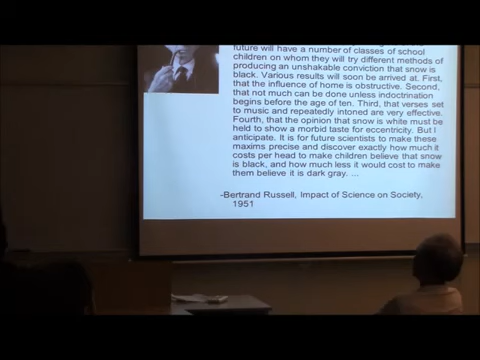 future will have a number of classes of school
children on whom they will try different methods of
producing an unshakable conviction that snow is
black. Various results will soon be arrived at. First,
that the influence of home is obstructive. Second,
that not much can be done unless indoctrination
begins before the age of ten. Third, that verses set
to music and repeatedly intoned are very effective.
Fourth, that the opinion that snow is white must be
held to show a morbid taste for eccentricity. But I
anticipate. It is for future scientists to make these
maxims precise and discover exactly how much it
costs per head to make children believe that snow
is black, and how much less it would cost to make
them believe it is dark gray. ...
-Bertrand Russell, Impact of Science on Society,
1951